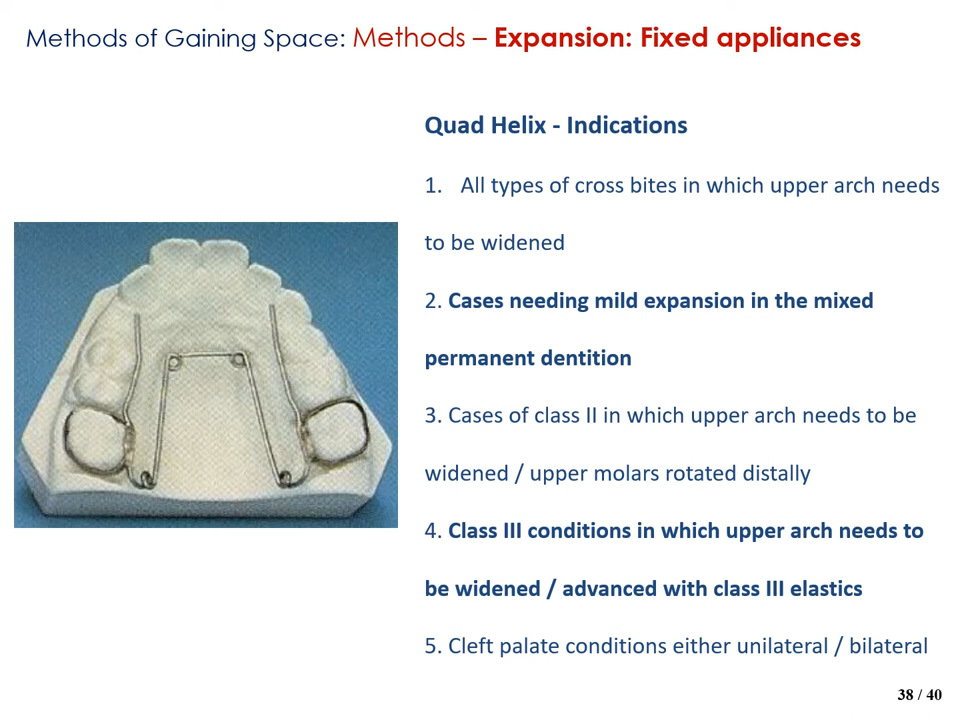 Methods of Gaining Space: Methods – Expansion: Fixed appliances
Quad Helix - Indications
1. All types of cross bites in which upper arch needs
to be widened
2. Cases needing mild expansion in the mixed
permanent dentition
3. Cases of class II in which upper arch needs to be
widened / upper molars rotated distally
4. Class III conditions in which upper arch needs to
be widened / advanced with class III elastics
5. Cleft palate conditions either unilateral / bilateral
38 / 40